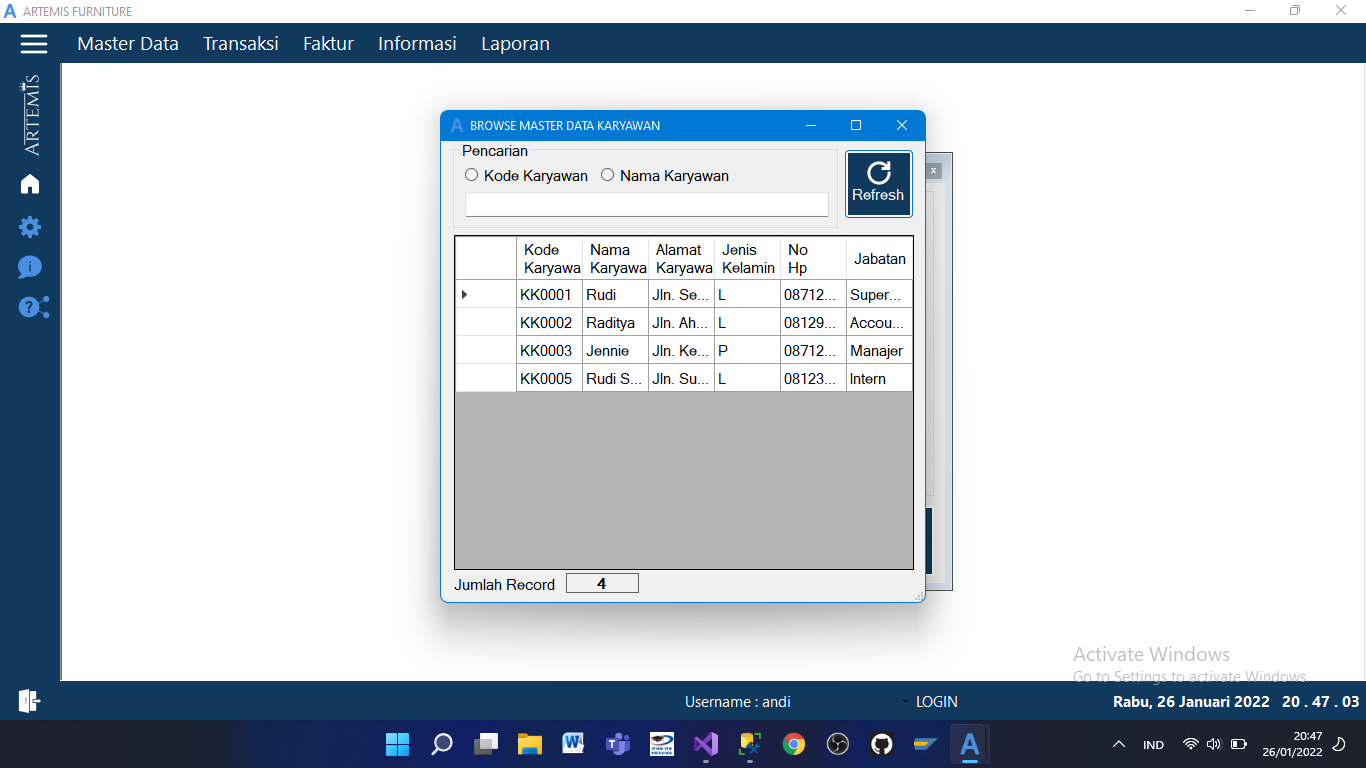 ARTEMIS FURNITURE
Master Data Transaksi Faktur Informasi Laporan
ARTEMIS
BROWSE MASTER DATA KARYAWAN
Pencarian
Kode Karyawan Nama Karyawan
Refresh
Kode Karyawa Nama Karyawa Alamat Karyawa Jenis Kelamin No Hp Jabatan
KK0001 Rudi Jln. Se... L 08712... Super...
KK0002 Raditya Jln. Ah... L 08129... Accou...
KK0003 Jennie Jln. Ke... P 08712... Manajer
KK0005 Rudi S... Jln. Su... L 08123... Intern
Jumlah Record 4
Activate Windows
Go to Settings to activate Windows.
Username : andi LOGIN Rabu, 26 Januari 2022 20 . 47 . 03
IND 20:47
26/01/2022